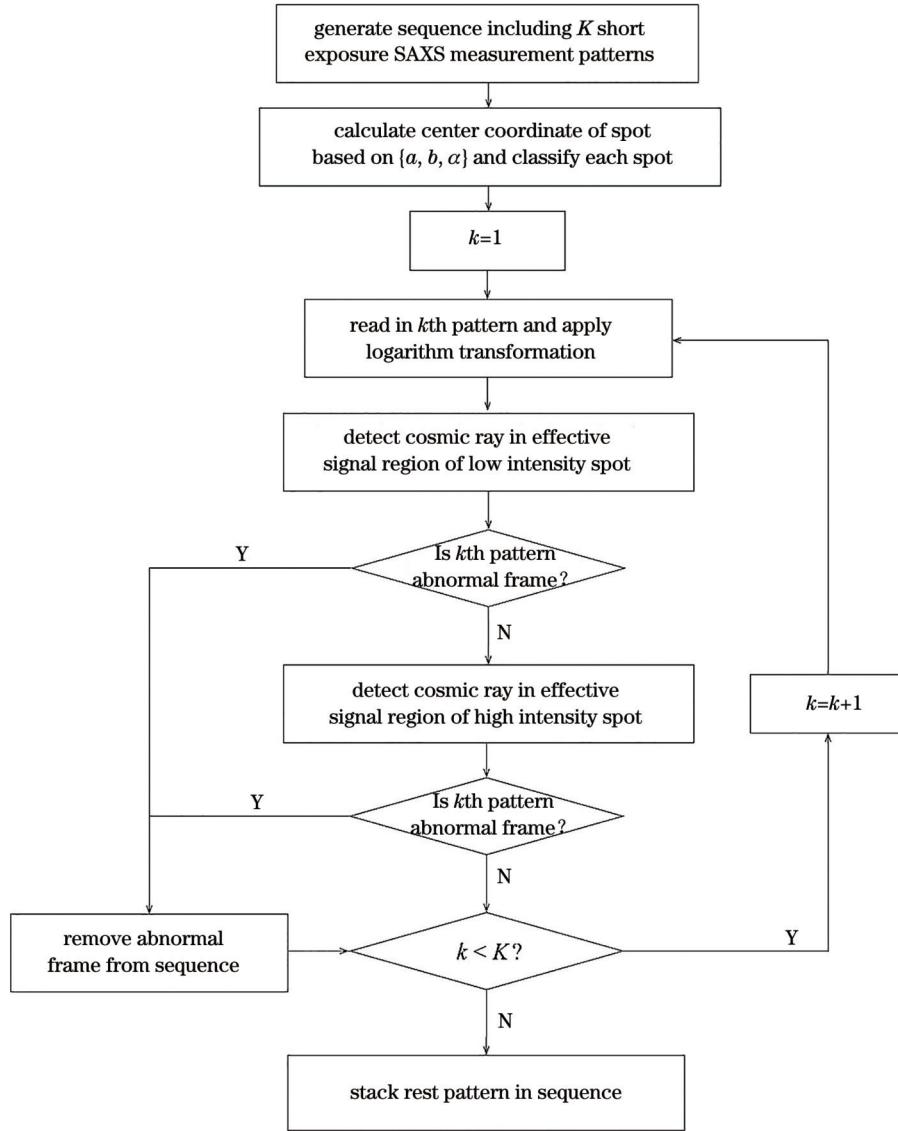 generate sequence including K short
exposure SAXS measurement patterns
calculate center coordinate of spot
based on {a, b, α} and classify each spot
k=1
read in kth pattern and apply
logarithm transformation
detect cosmic ray in effective
signal region of low intensity spot
Y
Is kth pattern
abnormal frame?
N
detect cosmic ray in effective
signal region of high intensity spot
k=k+1
Y
Is kth pattern
abnormal frame?
N
remove abnormal
frame from sequence
k < K?
Y
N
stack rest pattern in sequence